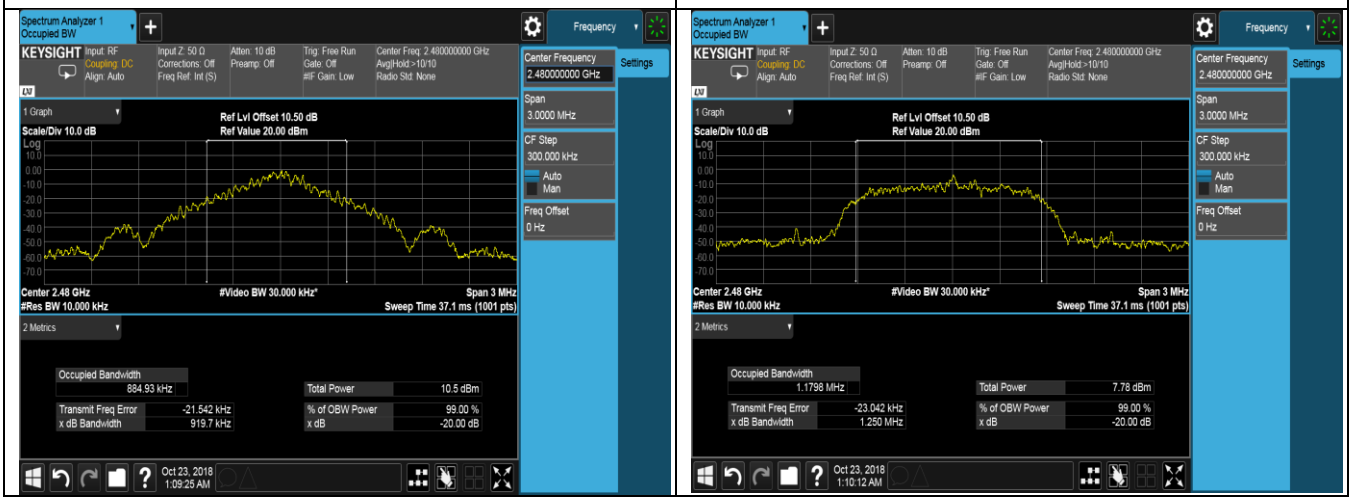 Spectrum Analyzer 1
Occupied BW
+
Frequency
KEYSIGHT
Input: RF
Coupling: DC
Align: Auto
Input Z: 50 Ω
Corrections: Off
Freq Ref: Int (S)
Atten: 10 dB
Preamp: Off
Trig: Free Run
Gate: Off
#IF Gain: Low
Center Freq: 2.480000000 GHz
Avg|Hold:>10/10
Radio Std: None
LXI
Center Frequency
2.480000000 GHz
Settings
Span
3.0000 MHz
CF Step
300.000 kHz
Auto
Man
Freq Offset
0 Hz
1 Graph
Scale/Div 10.0 dB
Ref Lvl Offset 10.50 dB
Ref Value 20.00 dBm
Log
10.0
0.00
-10.0
-20.0
-30.0
-40.0
-50.0
-60.0
-70.0
Center 2.48 GHz
#Res BW 10.000 kHz
#Video BW 30.000 kHz*
Span 3 MHz
Sweep Time 37.1 ms (1001 pts)
2 Metrics
Occupied Bandwidth
884.93 kHz
Total Power 10.5 dBm
Transmit Freq Error -21.542 kHz
% of OBW Power 99.00 %
x dB Bandwidth 919.7 kHz
x dB -20.00 dB
?
Oct 23, 2018
1:09:25 AM
Spectrum Analyzer 1
Occupied BW
+
Frequency
KEYSIGHT
Input: RF
Coupling: DC
Align: Auto
Input Z: 50 Ω
Corrections: Off
Freq Ref: Int (S)
Atten: 10 dB
Preamp: Off
Trig: Free Run
Gate: Off
#IF Gain: Low
Center Freq: 2.480000000 GHz
Avg|Hold:>10/10
Radio Std: None
LXI
Center Frequency
2.480000000 GHz
Settings
Span
3.0000 MHz
CF Step
300.000 kHz
Auto
Man
Freq Offset
0 Hz
1 Graph
Scale/Div 10.0 dB
Ref Lvl Offset 10.50 dB
Ref Value 20.00 dBm
Log
10.0
0.00
-10.0
-20.0
-30.0
-40.0
-50.0
-60.0
-70.0
Center 2.48 GHz
#Res BW 10.000 kHz
#Video BW 30.000 kHz*
Span 3 MHz
Sweep Time 37.1 ms (1001 pts)
2 Metrics
Occupied Bandwidth
1.1798 MHz
Total Power 7.78 dBm
Transmit Freq Error -23.042 kHz
% of OBW Power 99.00 %
x dB Bandwidth 1.250 MHz
x dB -20.00 dB
?
Oct 23, 2018
1:10:12 AM